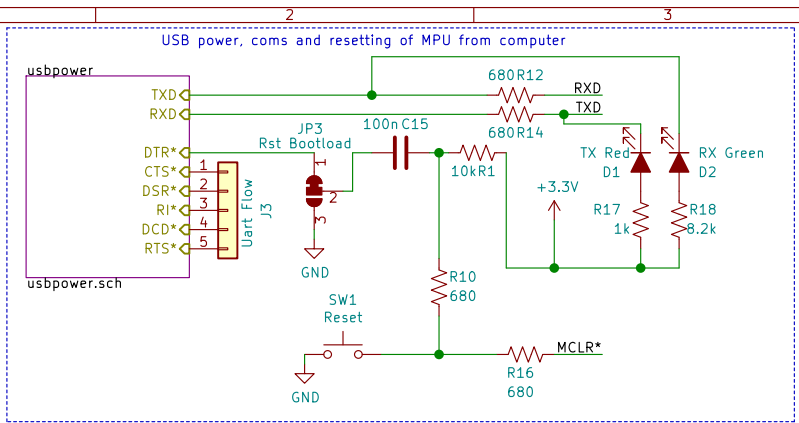 2 3
USB power, coms and resetting of MPU from computer
usbpower
680R12
TXD
RXD
RXD
TXD
680R14
JP3
Rst Bootload
100nC15
DTR*
1
CTS*
1
DSR*
2
RI*
3
DCD*
4
RTS*
5
Uart Flow
J3
2
3
GND
10kR1
TX Red
D1
RX Green
D2
+3.3V
R17
1k
R18
8.2k
usbpower.sch
R10
680
SW1
Reset
GND
MCLR*
R16
680